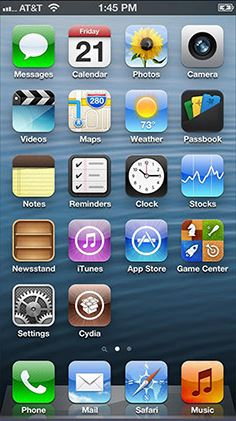 AT&T 1:45 PM
Friday
21
280
73°
Messages Calendar Photos Camera
Videos Maps Weather Passbook
Notes Reminders Clock Stocks
Newsstand iTunes App Store Game Center
Settings Cydia
Phone Mail Safari Music